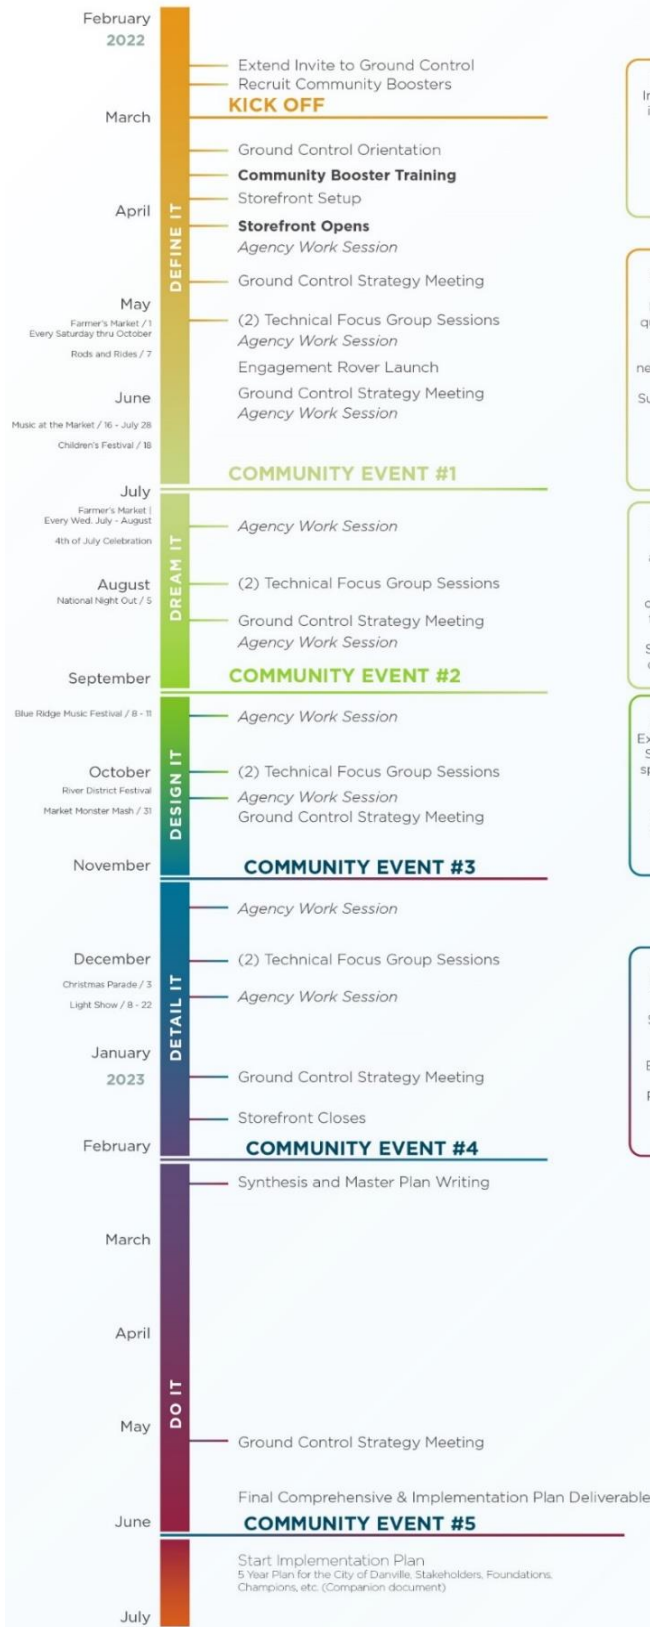 February
2022
Extend Invite to Ground Control
Recruit Community Boosters
KICK OFF
March
Ground Control Orientation
Community Booster Training
Storefront Setup
April
Storefront Opens
Agency Work Session
DEFINE IT
Ground Control Strategy Meeting
May
Farmer's Market / 1
Every Saturday thru October
Rods and Rides / 7
(2) Technical Focus Group Sessions
Agency Work Session
Engagement Rover Launch
June
Ground Control Strategy Meeting
Agency Work Session
Music at the Market / 16 - July 28
Children's Festival / 18
COMMUNITY EVENT #1
July
Farmer's Market |
Every Wed. July - August
4th of July Celebration
Agency Work Session
DREAM IT
August
National Night Out / 5
(2) Technical Focus Group Sessions
Ground Control Strategy Meeting
Agency Work Session
September
COMMUNITY EVENT #2
Blue Ridge Music Festival / 8 - 11
Agency Work Session
DESIGN IT
October
River District Festival
Market Monster Mash / 31
(2) Technical Focus Group Sessions
Agency Work Session
Ground Control Strategy Meeting
November
COMMUNITY EVENT #3
Agency Work Session
December
Christmas Parade / 3
Light Show / 8 - 22
(2) Technical Focus Group Sessions
Agency Work Session
DETAIL IT
January
2023
Ground Control Strategy Meeting
Storefront Closes
February
COMMUNITY EVENT #4
Synthesis and Master Plan Writing
March
April
DO IT
May
Ground Control Strategy Meeting
Final Comprehensive & Implementation Plan Deliverable
June
COMMUNITY EVENT #5
Start Implementation Plan
5 Year Plan for the City of Danville, Stakeholders, Foundations,
Champions, etc. (Companion document)
July